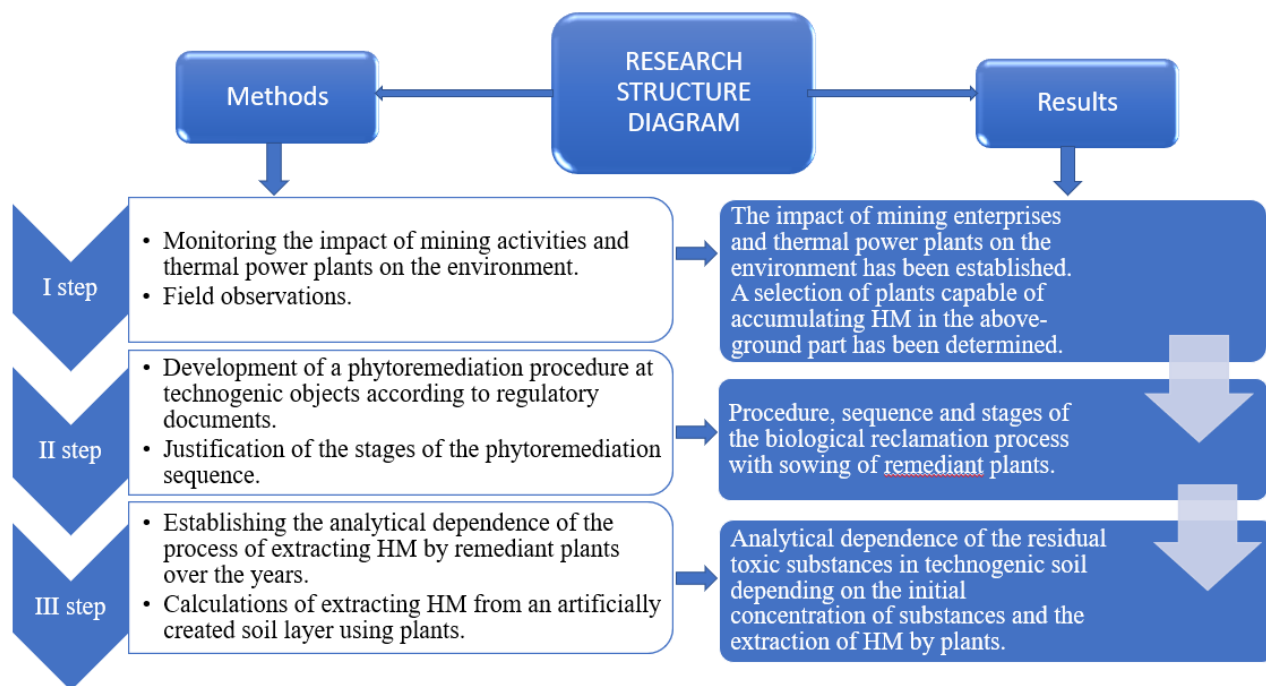 RESEARCH
STRUCTURE
DIAGRAM
Methods
Results
I step
• Monitoring the impact of mining activities and
thermal power plants on the environment.
• Field observations.
The impact of mining enterprises
and thermal power plants on the
environment has been established.
A selection of plants capable of
accumulating HM in the above-
ground part has been determined.
II step
• Development of a phytoremediation procedure at
technogenic objects according to regulatory
documents.
• Justification of the stages of the phytoremediation
sequence.
Procedure, sequence and stages of
the biological reclamation process
with sowing of remediant plants.
III step
• Establishing the analytical dependence of the
process of extracting HM by remediant plants
over the years.
• Calculations of extracting HM from an artificially
created soil layer using plants.
Analytical dependence of the residual
toxic substances in technogenic soil
depending on the initial
concentration of substances and the
extraction of HM by plants.